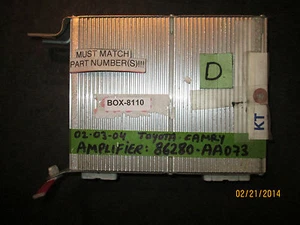 MUST MATCH
PART NUMBER(S)!!!
D
BOX-8110
KT
02-03-04 TOYOTA CAMRY
AMPLIFIER: 86280-AA073
02/21/2014